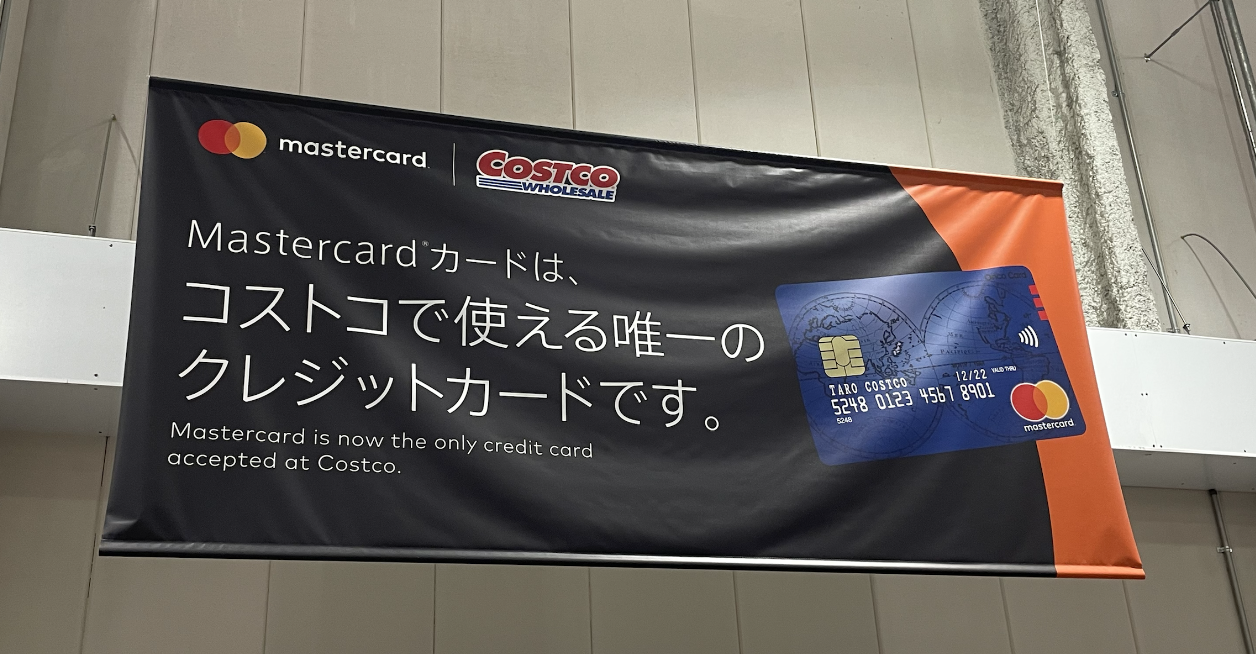 mastercard.
COSTCO
WHOLESALE
Mastercard®カードは、
コストコで使える唯一の
クレジットカードです。
Mastercard is now the only credit card
accepted at Costco.
TARO COSTCO
12/22 VALID THRU
5248 0123 4567 8901
5248
mastercard